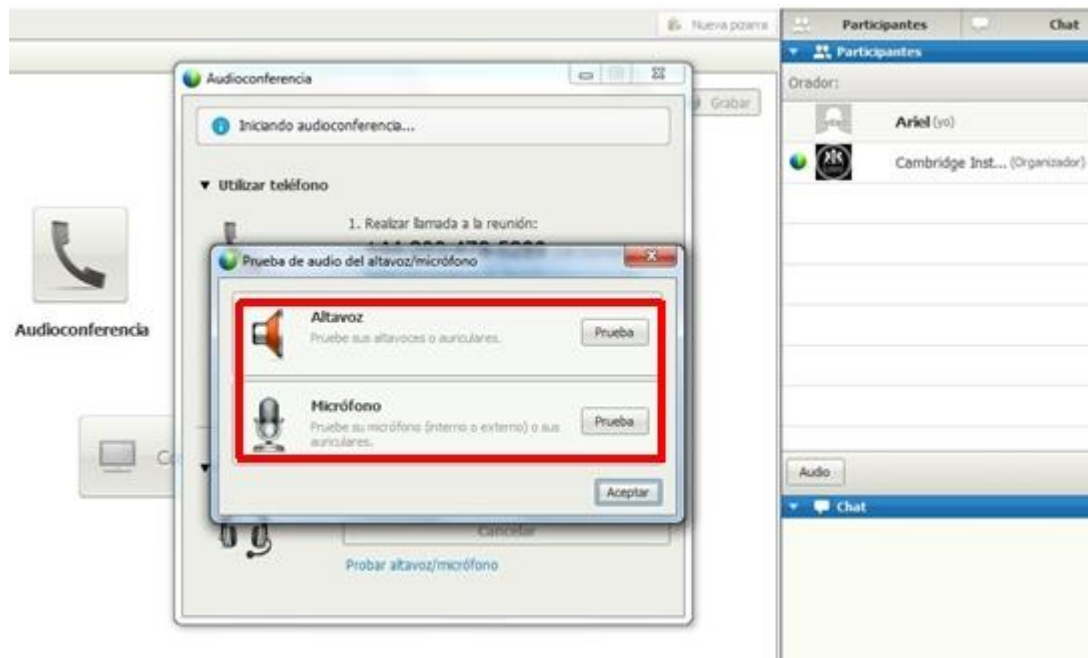 Nueva pizarra
Participantes
Chat
Participantes
Orador:
Ariel (yo)
Cambridge Inst... (Organizador)
Audio
Chat
Grabar
Audioconferencia
Audioconferencia
Iniciando audioconferencia...
Utilizar teléfono
1. Realizar llamada a la reunión:
Prueba de audio del altavoz/micrófono
Altavoz
Pruebe sus altavoces o auriculares.
Prueba
Micrófono
Pruebe su micrófono (interno o externo) o sus
auriculares.
Prueba
Aceptar
Cancelar
Probar altavoz/micrófono